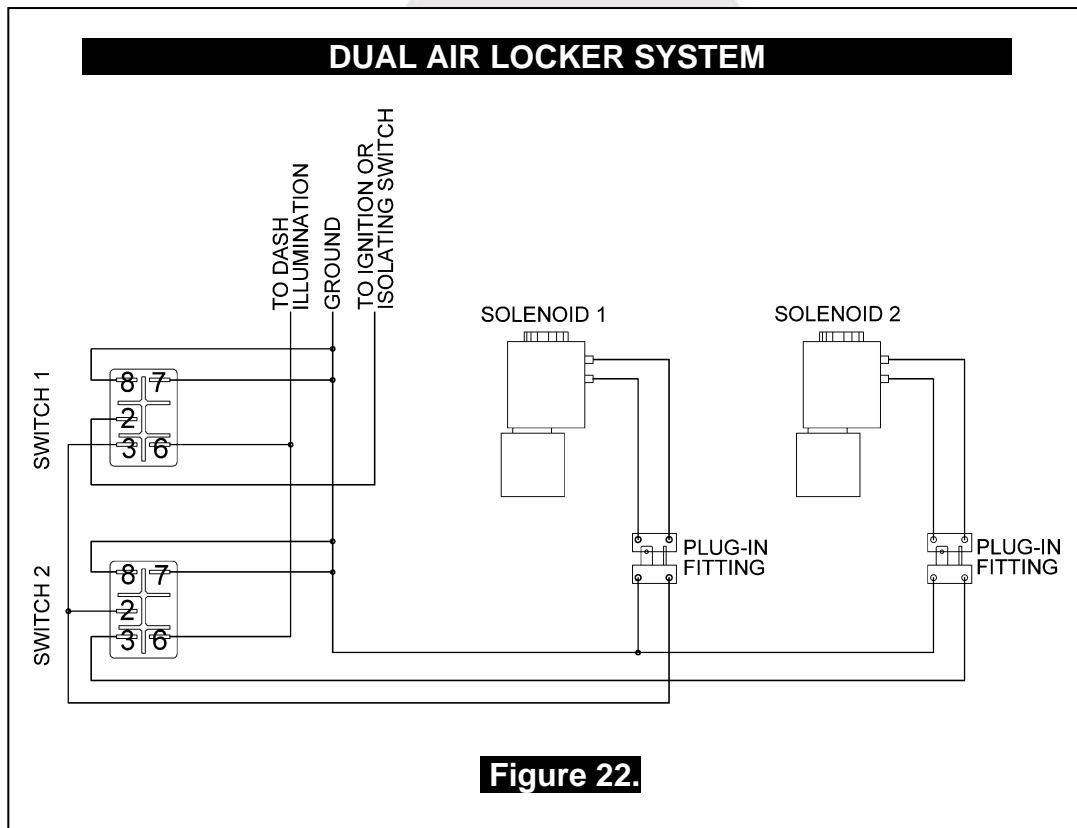 DUAL AIR LOCKER SYSTEM
TO DASH
ILLUMINATION
GROUND
TO IGNITION OR
ISOLATING SWITCH
SOLENOID 1
SOLENOID 2
SWITCH 1
8 7
2
3 6
SWITCH 2
8 7
2
3 6
PLUG-IN
FITTING
PLUG-IN
FITTING
Figure 22.